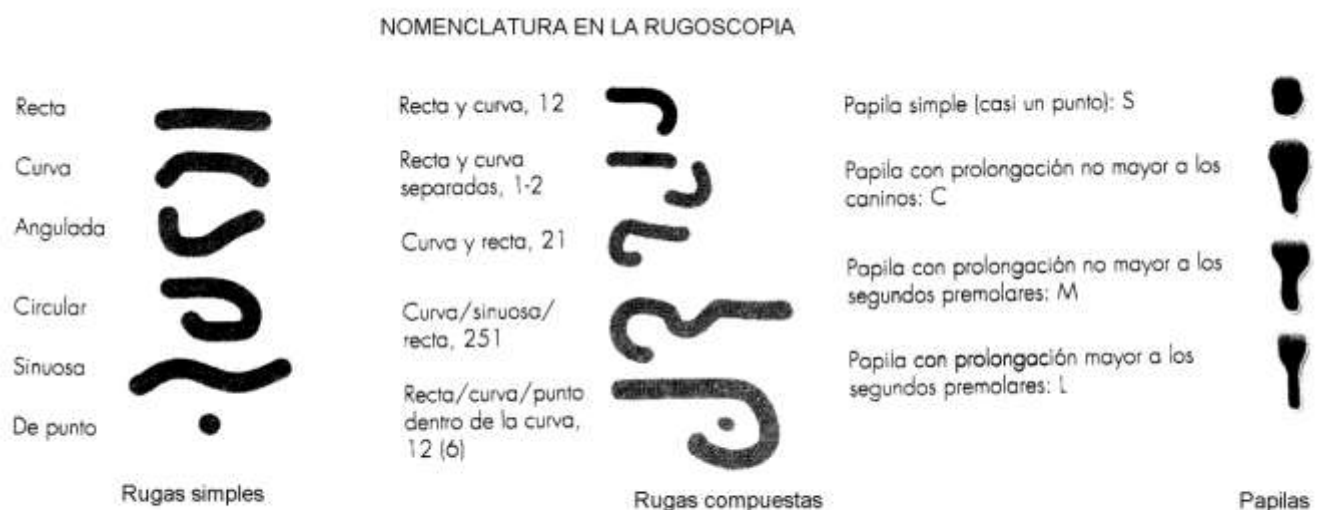 NOMENCLATURA EN LA RUGOSCOPIA
Recta
Curva
Angulada
Circular
Sinuosa
De punto
Rugas simples
Recta y curva, 12
Recta y curva
separadas, 1-2
Curva y recta, 21
Curva/sinuosa/
recta, 251
Recta/curva/punto
dentro de la curva,
12 (6)
Rugas compuestas
Papila simple (casi un punto): S
Papila con prolongación no mayor a los
caninos: C
Papila con prolongación no mayor a los
segundos premolares: M
Papila con prolongación mayor a los
segundos premolares: L
Papilas